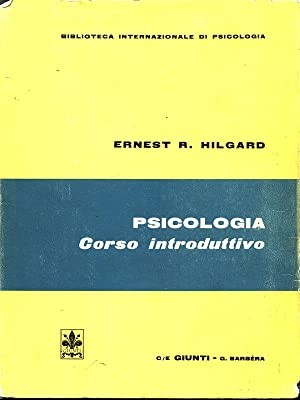 BIBLIOTECA INTERNAZIONALE DI PSICOLOGIA
ERNEST R. HILGARD
PSICOLOGIA
Corso introduttivo
C/E GIUNTI - G. BARBÈRA